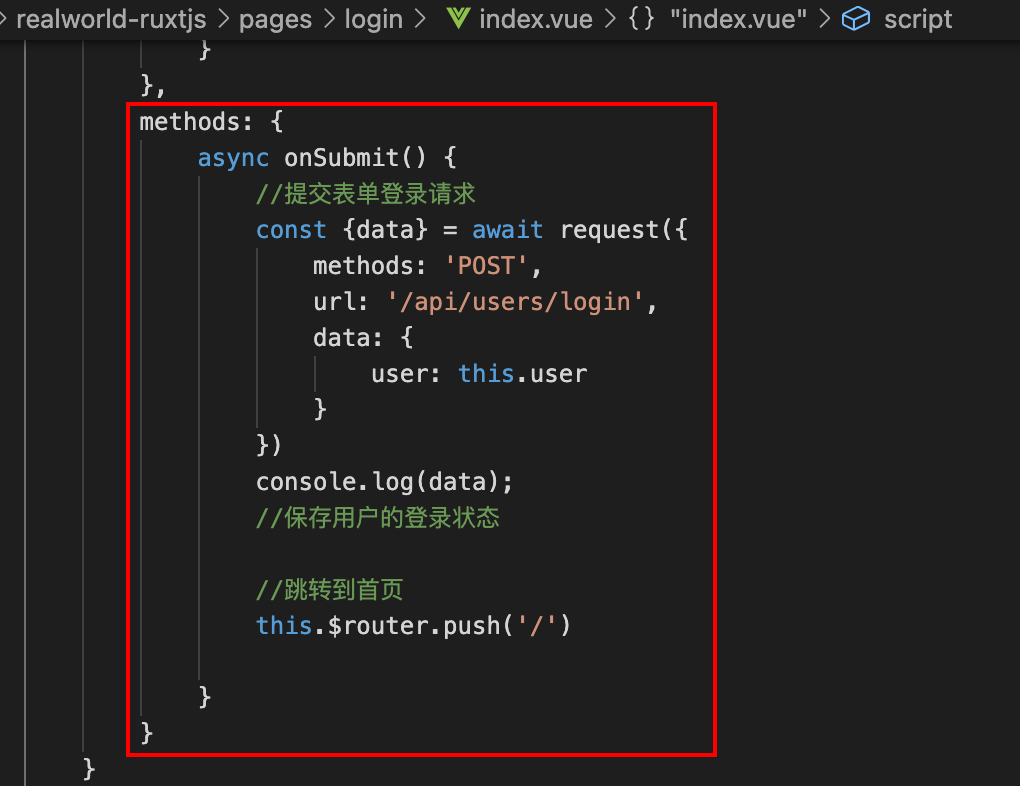 realworld-ruxtjs > pages > login > index.vue > {} "index.vue" > script
}
},
methods: {
async onSubmit() {
//提交表单登录请求
const {data} = await request({
methods: 'POST',
url: '/api/users/login',
data: {
user: this.user
}
})
console.log(data);
//保存用户的登录状态
//跳转到首页
this.$router.push('/')
}
}
}